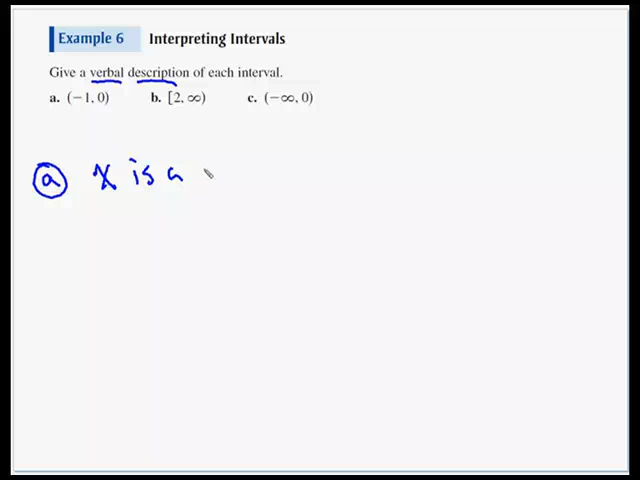 Example 6 Interpreting Intervals
Give a verbal description of each interval.
a. (−1, 0) b. [2, ∞) c. (−∞, 0)
a x is a